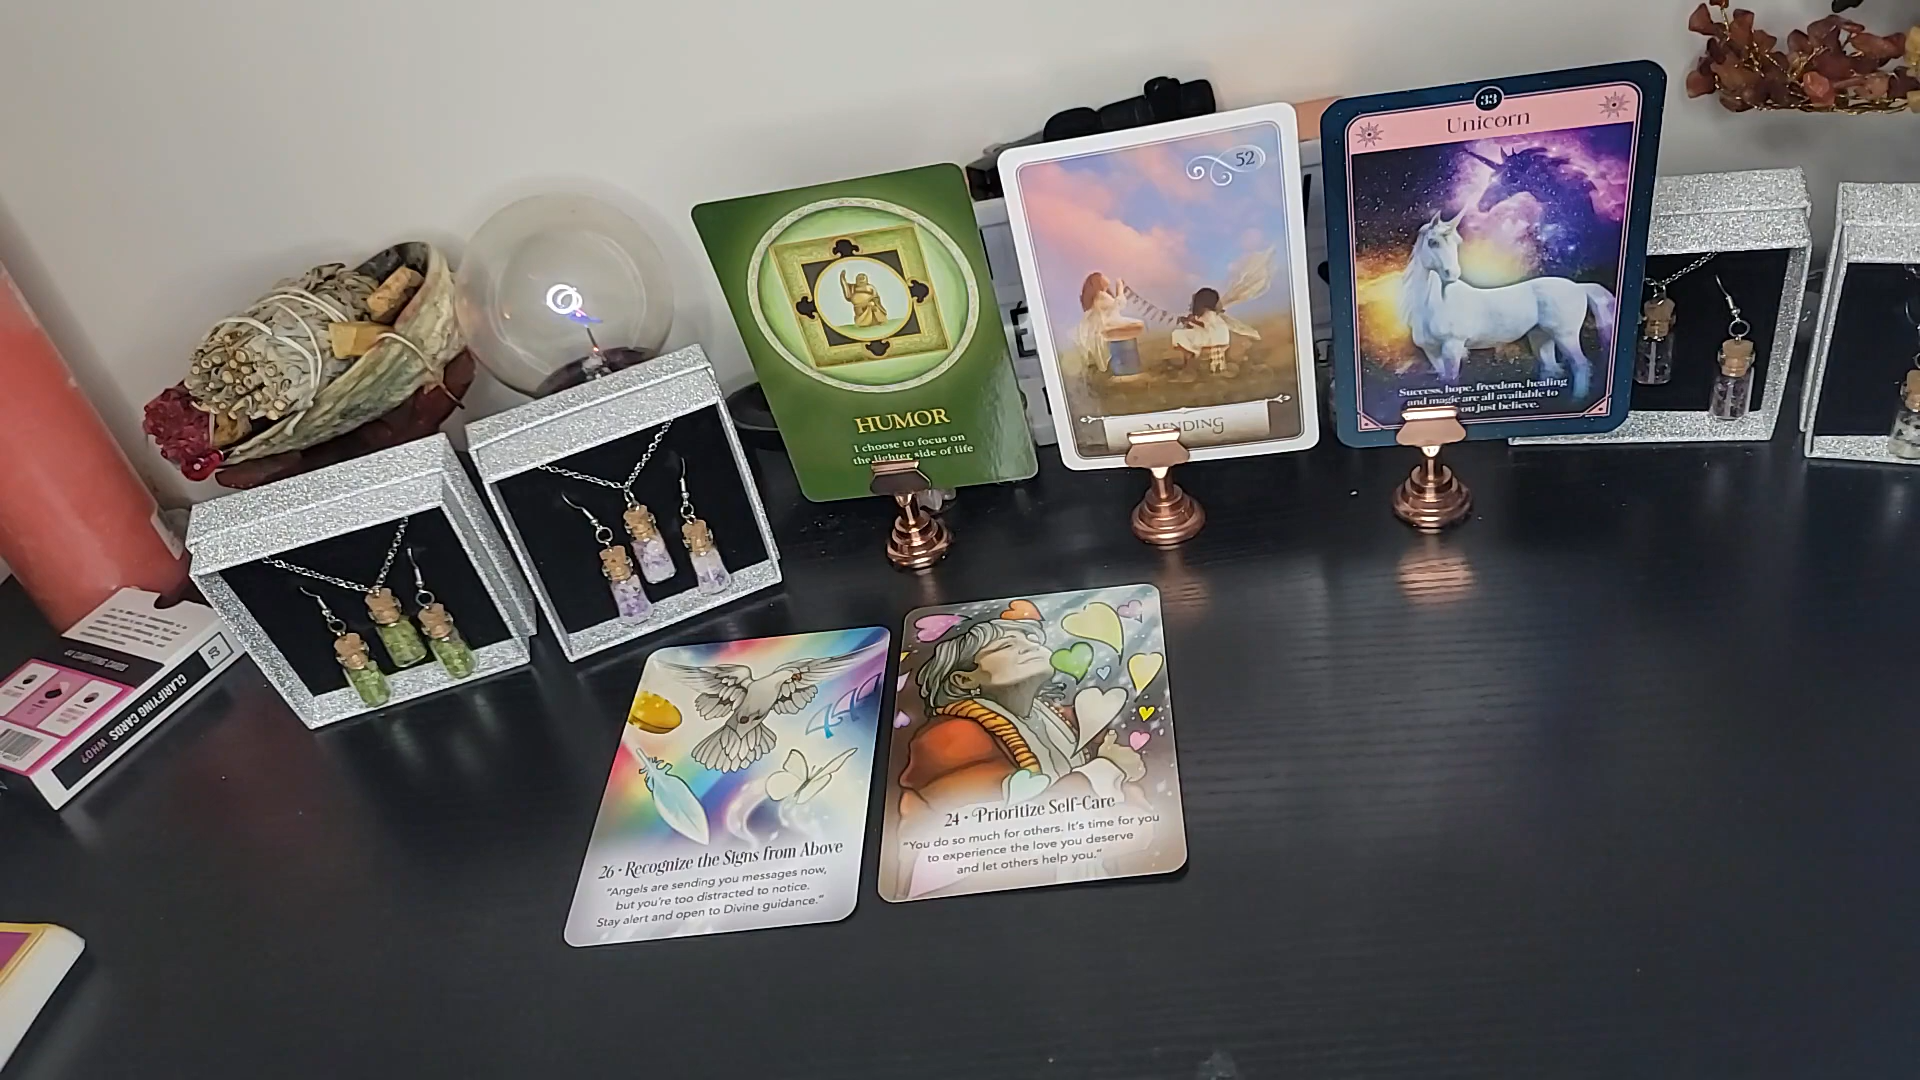 HUMOR
I choose to focus on
the lighter side of life
52
MENDING
33
Unicorn
Success, hope, freedom, healing
and magic are all available to
you just believe.
CLARIFYING CARDS
WHO?
26 • Recognize the Signs from Above
"Angels are sending you messages now,
but you're too distracted to notice.
Stay alert and open to Divine guidance."
24 • Prioritize Self-Care
"You do so much for others. It's time for you
to experience the love you deserve
and let others help you."